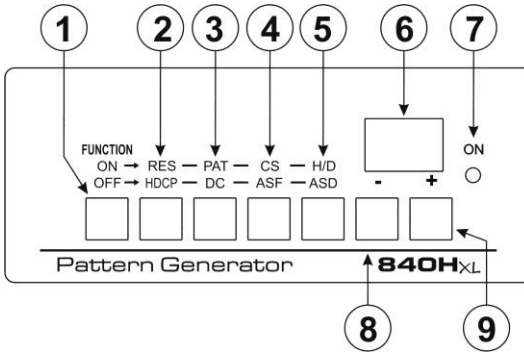 1 2 3 4 5 6 7
FUNCTION ON
ON → RES — PAT — CS — H/D
OFF → HDCP — DC — ASF — ASD - +
Pattern Generator 840HXL
8 9